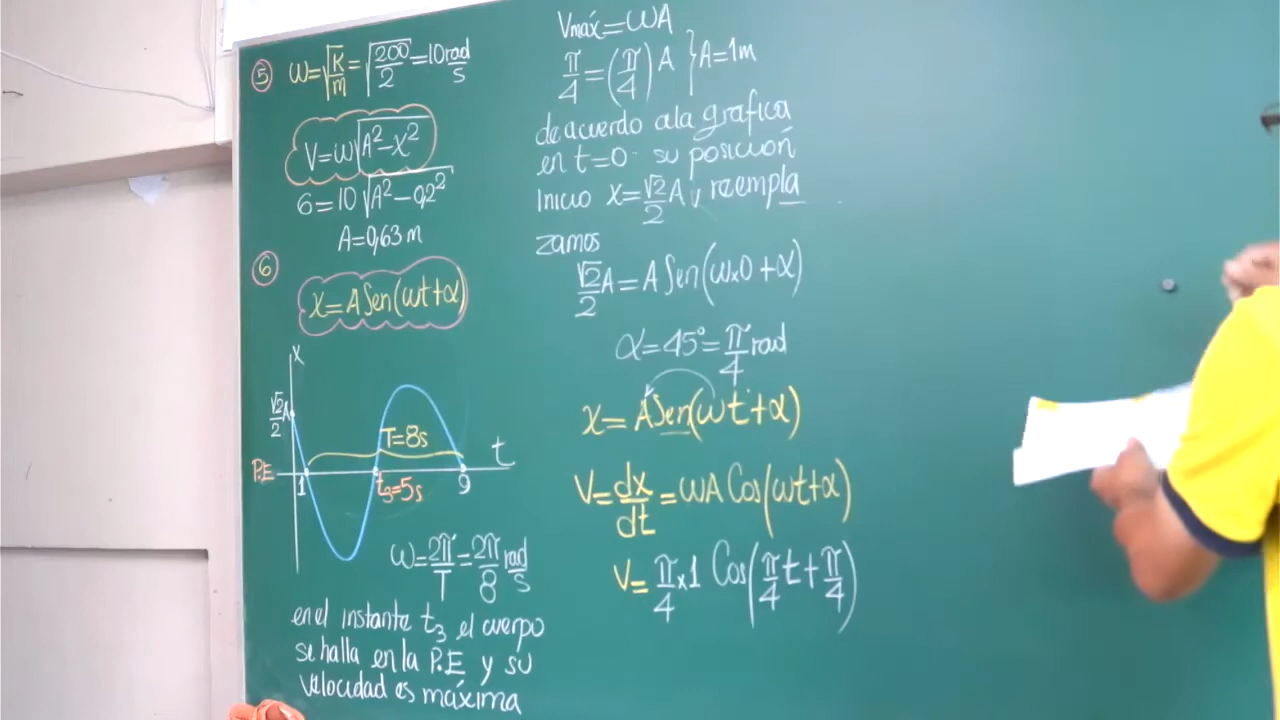 5 ω=√K/m=√200/2=10 rad/s
V=ω√A²-X²
6=10√A²-0,2²
A=0,63 m
6
X=A Sen(ωt+α)
x
√2/2 A
T=8s
t
P.E
1
t₃=5s
9
ω=2π/T=2π/8 rad/s
en el instante t₃ el cuerpo
se halla en la P.E y su
velocidad es máxima
Vmáx=ωA
π/4=(π/4)A } A=1m
de acuerdo a la gráfica
en t=0 su posición
Inicio X=√2/2 A y reempla
zamos
√2/2 A=A Sen(ωx0+α)
α=45°=π/4 rad
X=A Sen(ωt+α)
V=dx/dt=ωA Cos(ωt+α)
V=π/4 x1 Cos(π/4 t+π/4)